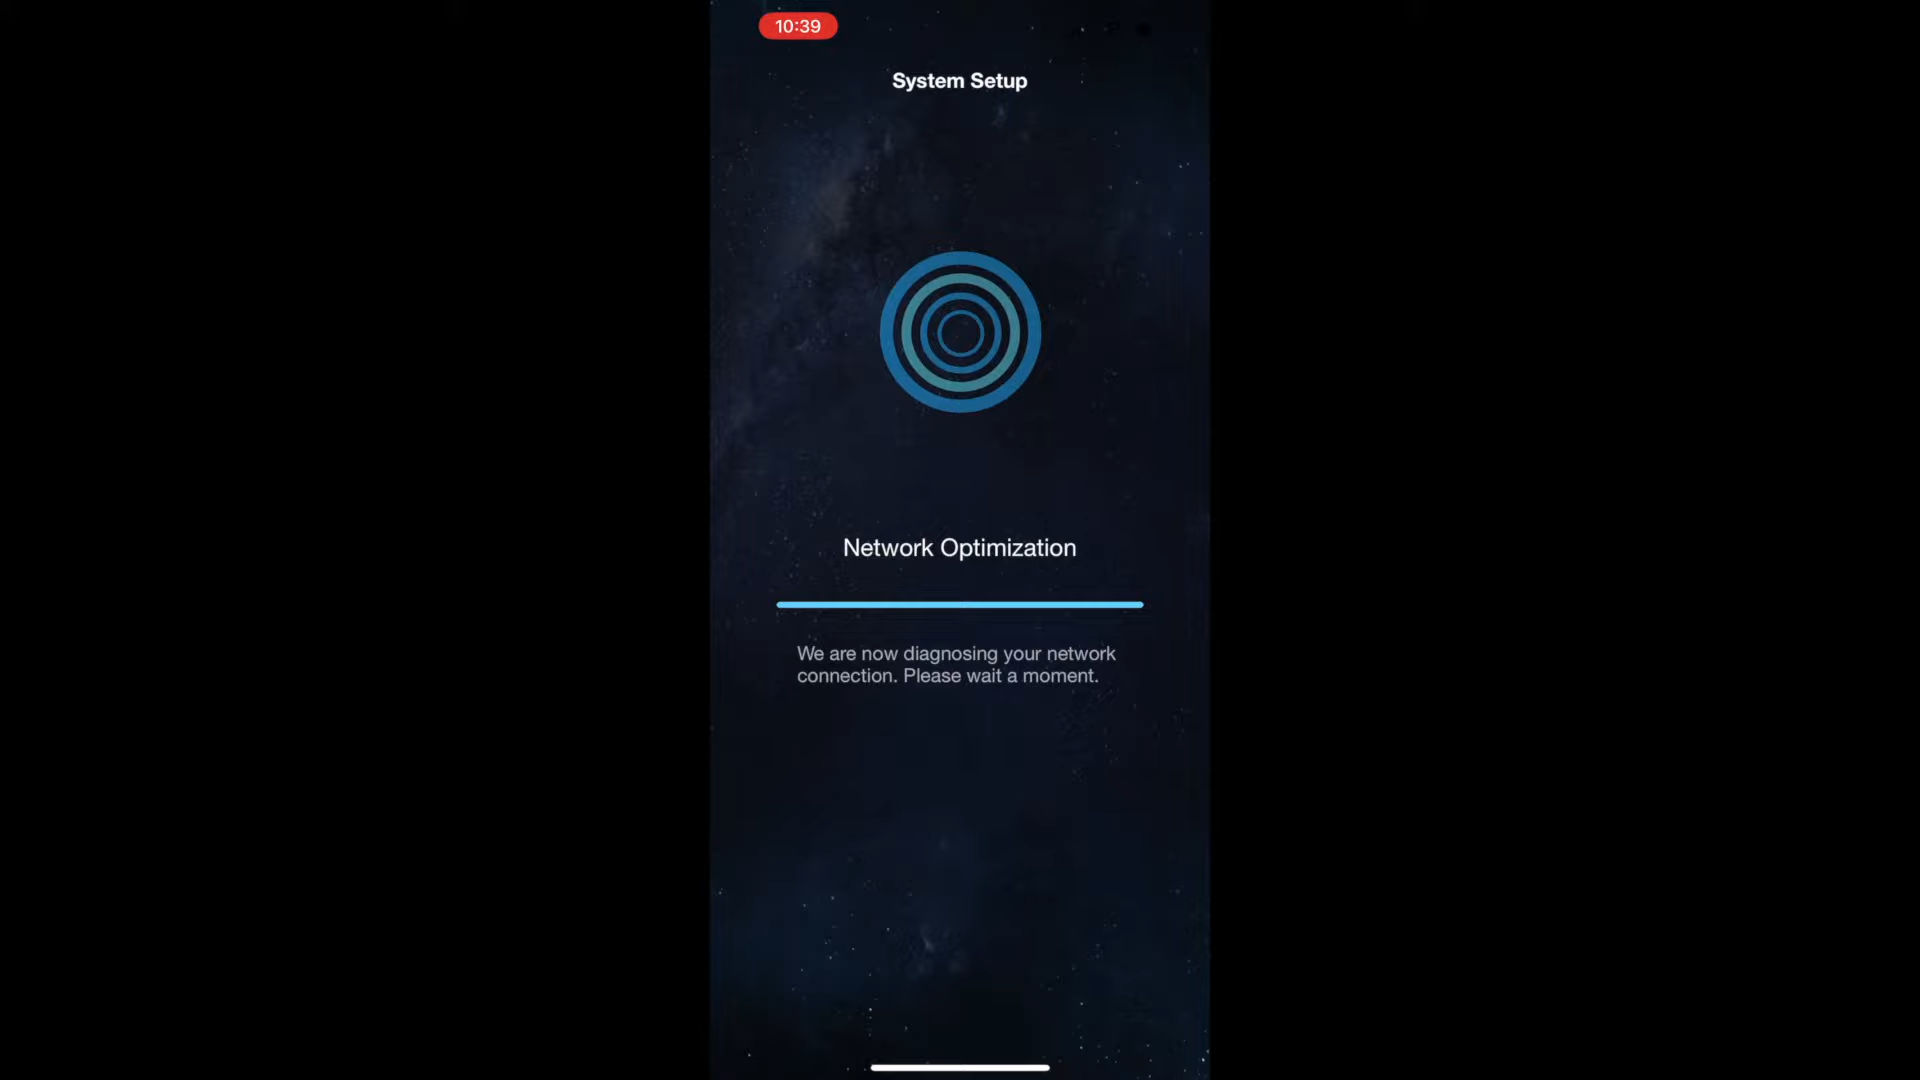 10:39
System Setup
Network Optimization
We are now diagnosing your network
connection. Please wait a moment.